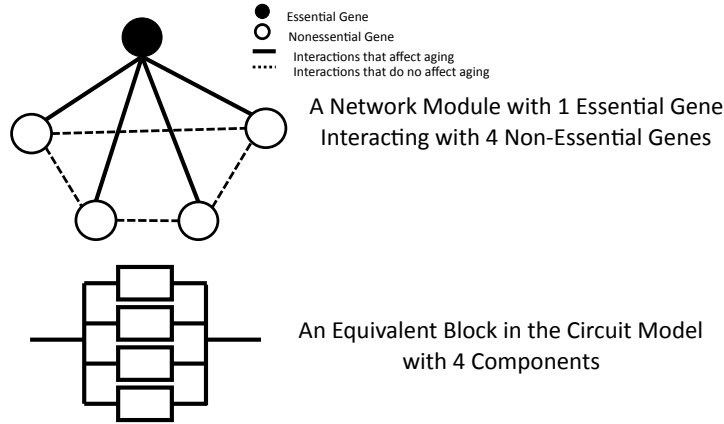 Essential Gene
Nonessential Gene
Interactions that affect aging
Interactions that do no affect aging
A Network Module with 1 Essential Gene
Interacting with 4 Non-Essential Genes
An Equivalent Block in the Circuit Model
with 4 Components